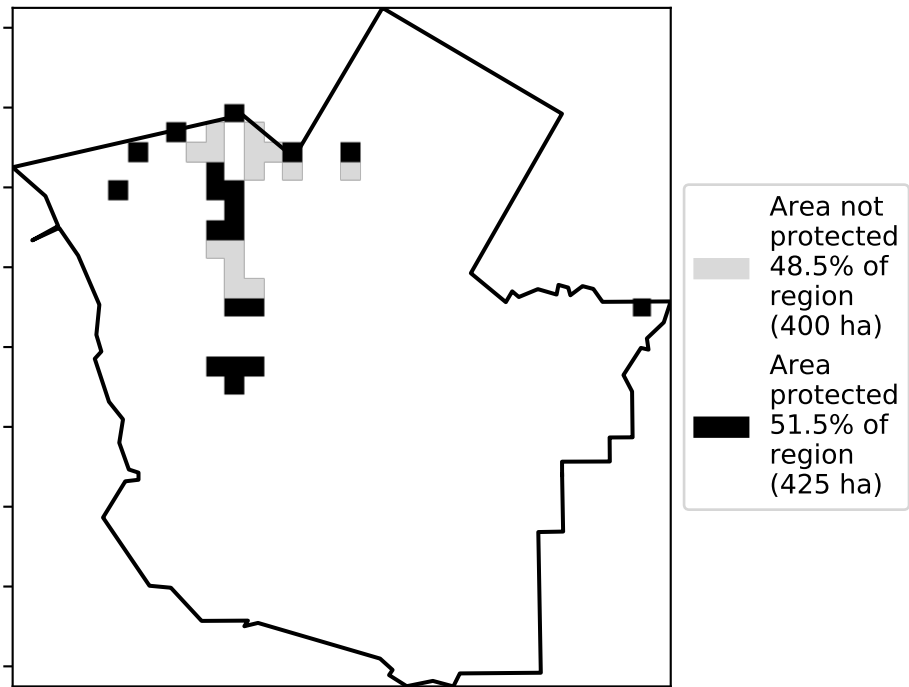 Area not
protected
48.5% of
region
(400 ha)
Area
protected
51.5% of
region
(425 ha)